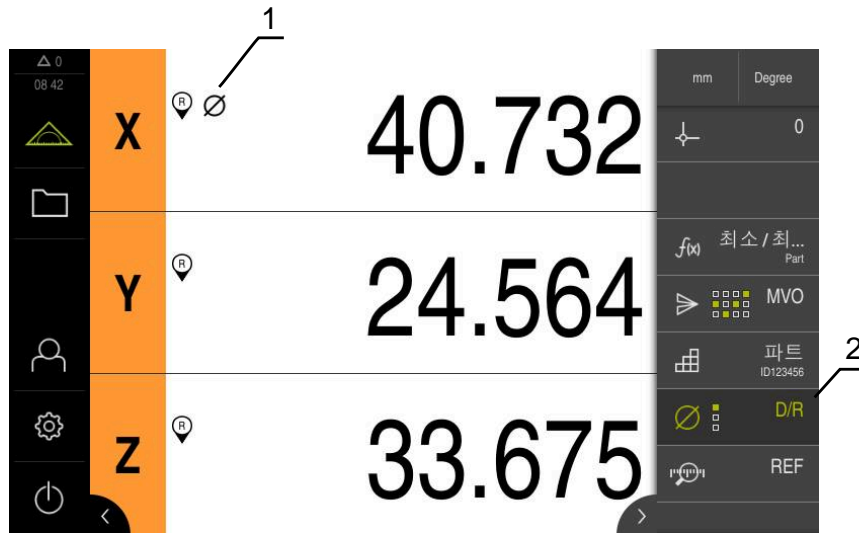 1
0
08 42
mm Degree
X R 40.732
0
최소 / 최...
f(x)
Part
Y R 24.564
MVO
파트
ID123456
2
D/R
Z R 33.675
REF